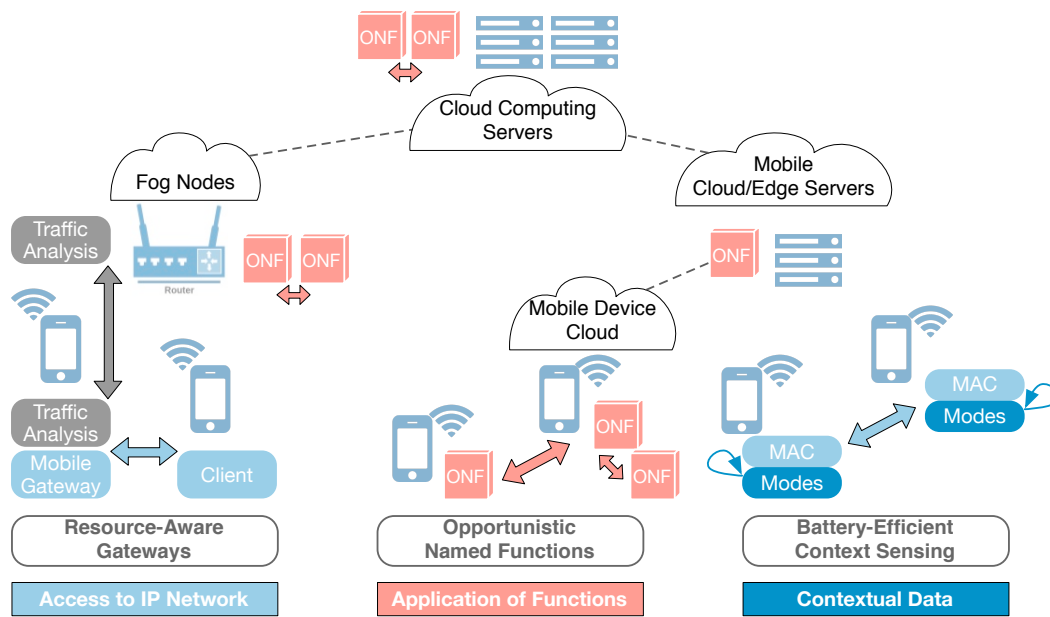 ONF ONF
Cloud Computing
Servers
Fog Nodes
Mobile
Cloud/Edge Servers
Traffic
Analysis
Router
ONF ONF
ONF
Mobile Device
Cloud
Traffic
Analysis
Mobile
Gateway
Client
ONF
ONF
ONF
MAC
Modes
MAC
Modes
Resource-Aware
Gateways
Opportunistic
Named Functions
Battery-Efficient
Context Sensing
Access to IP Network
Application of Functions
Contextual Data